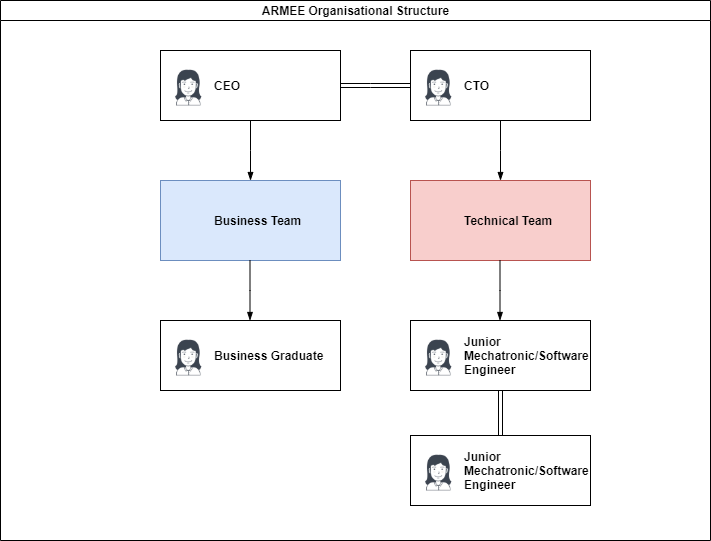 ARMEE Organisational Structure
CEO
CTO
Business Team
Technical Team
Business Graduate
Junior
Mechatronic/Software
Engineer
Junior
Mechatronic/Software
Engineer